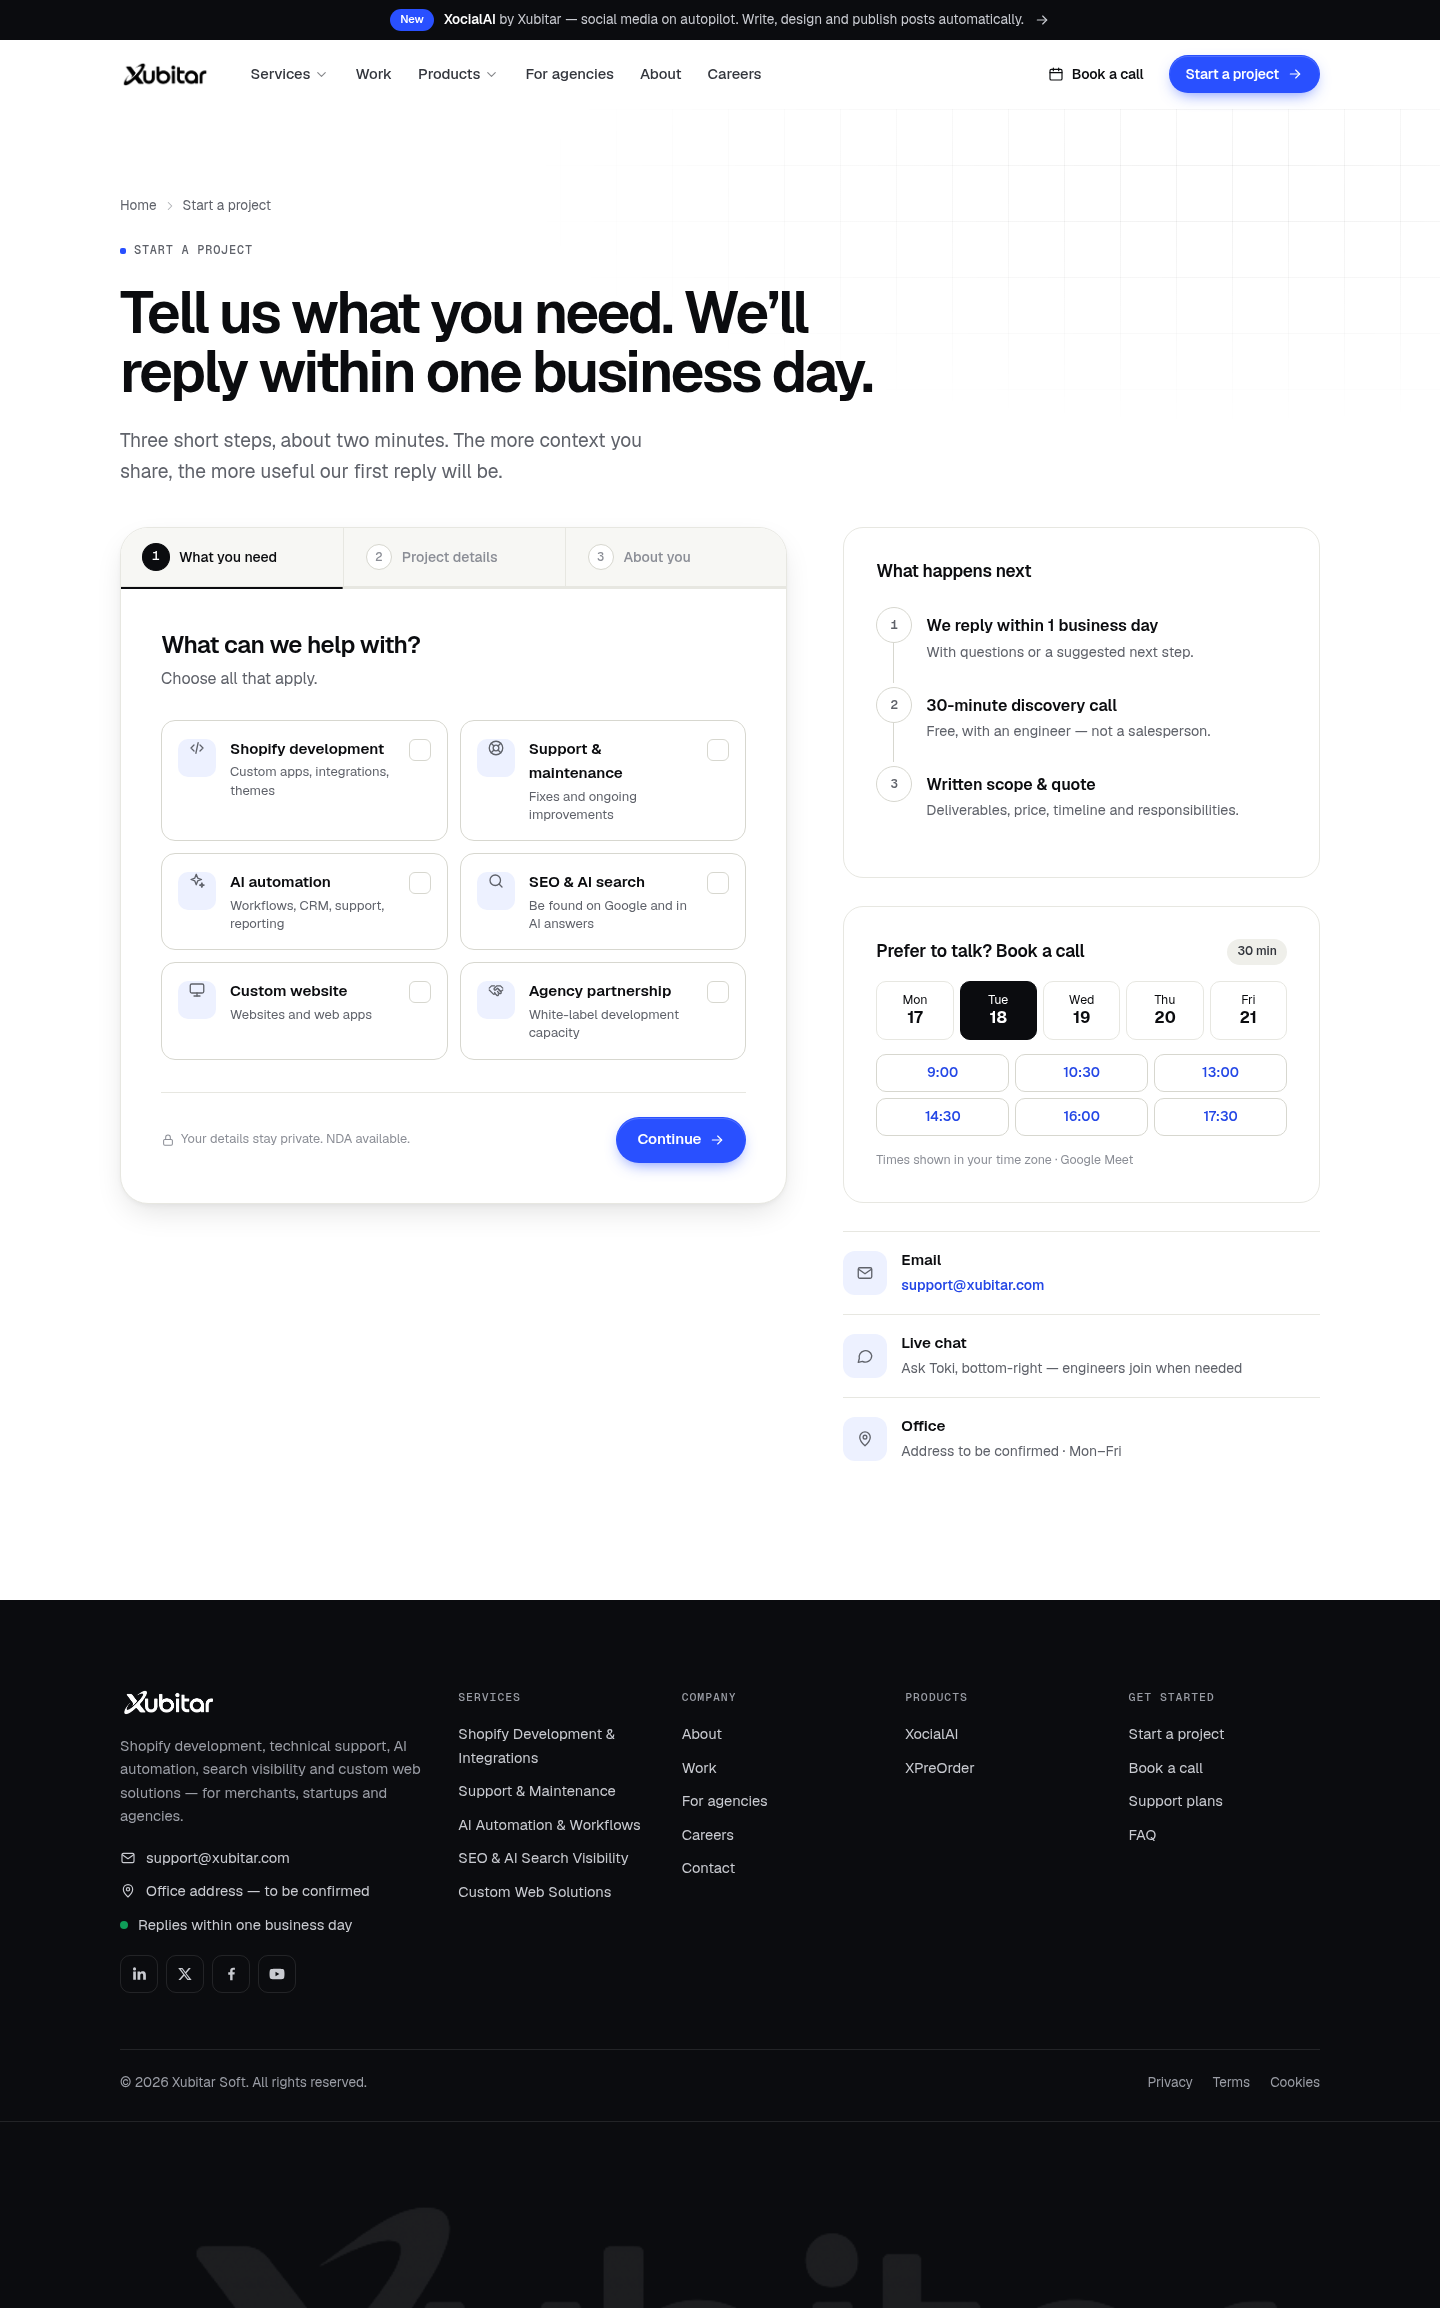 New XocialAI by Xubitar — social media on autopilot. Write, design and publish posts automatically.
Xubitar Services Work Products For agencies About Careers Book a call Start a project
Home Start a project
START A PROJECT
Tell us what you need. We’ll
reply within one business day.
Three short steps, about two minutes. The more context you
share, the more useful our first reply will be.
1 What you need 2 Project details 3 About you
What can we help with?
Choose all that apply.
Shopify development
Custom apps, integrations,
themes
Support &
maintenance
Fixes and ongoing
improvements
AI automation
Workflows, CRM, support,
reporting
SEO & AI search
Be found on Google and in
AI answers
Custom website
Websites and web apps
Agency partnership
White-label development
capacity
Your details stay private. NDA available.
Continue
What happens next
1 We reply within 1 business day
With questions or a suggested next step.
2 30-minute discovery call
Free, with an engineer — not a salesperson.
3 Written scope & quote
Deliverables, price, timeline and responsibilities.
Prefer to talk? Book a call 30 min
Mon Tue Wed Thu Fri
17 18 19 20 21
9:00 10:30 13:00
14:30 16:00 17:30
Times shown in your time zone · Google Meet
Email
support@xubitar.com
Live chat
Ask Toki, bottom-right — engineers join when needed
Office
Address to be confirmed · Mon–Fri
Xubitar
Shopify development, technical support, AI
automation, search visibility and custom web
solutions — for merchants, startups and
agencies.
support@xubitar.com
Office address — to be confirmed
Replies within one business day
SERVICES
Shopify Development &
Integrations
Support & Maintenance
AI Automation & Workflows
SEO & AI Search Visibility
Custom Web Solutions
COMPANY
About
Work
For agencies
Careers
Contact
PRODUCTS
XocialAI
XPreOrder
GET STARTED
Start a project
Book a call
Support plans
FAQ
© 2026 Xubitar Soft. All rights reserved.
Privacy Terms Cookies
Xubitar